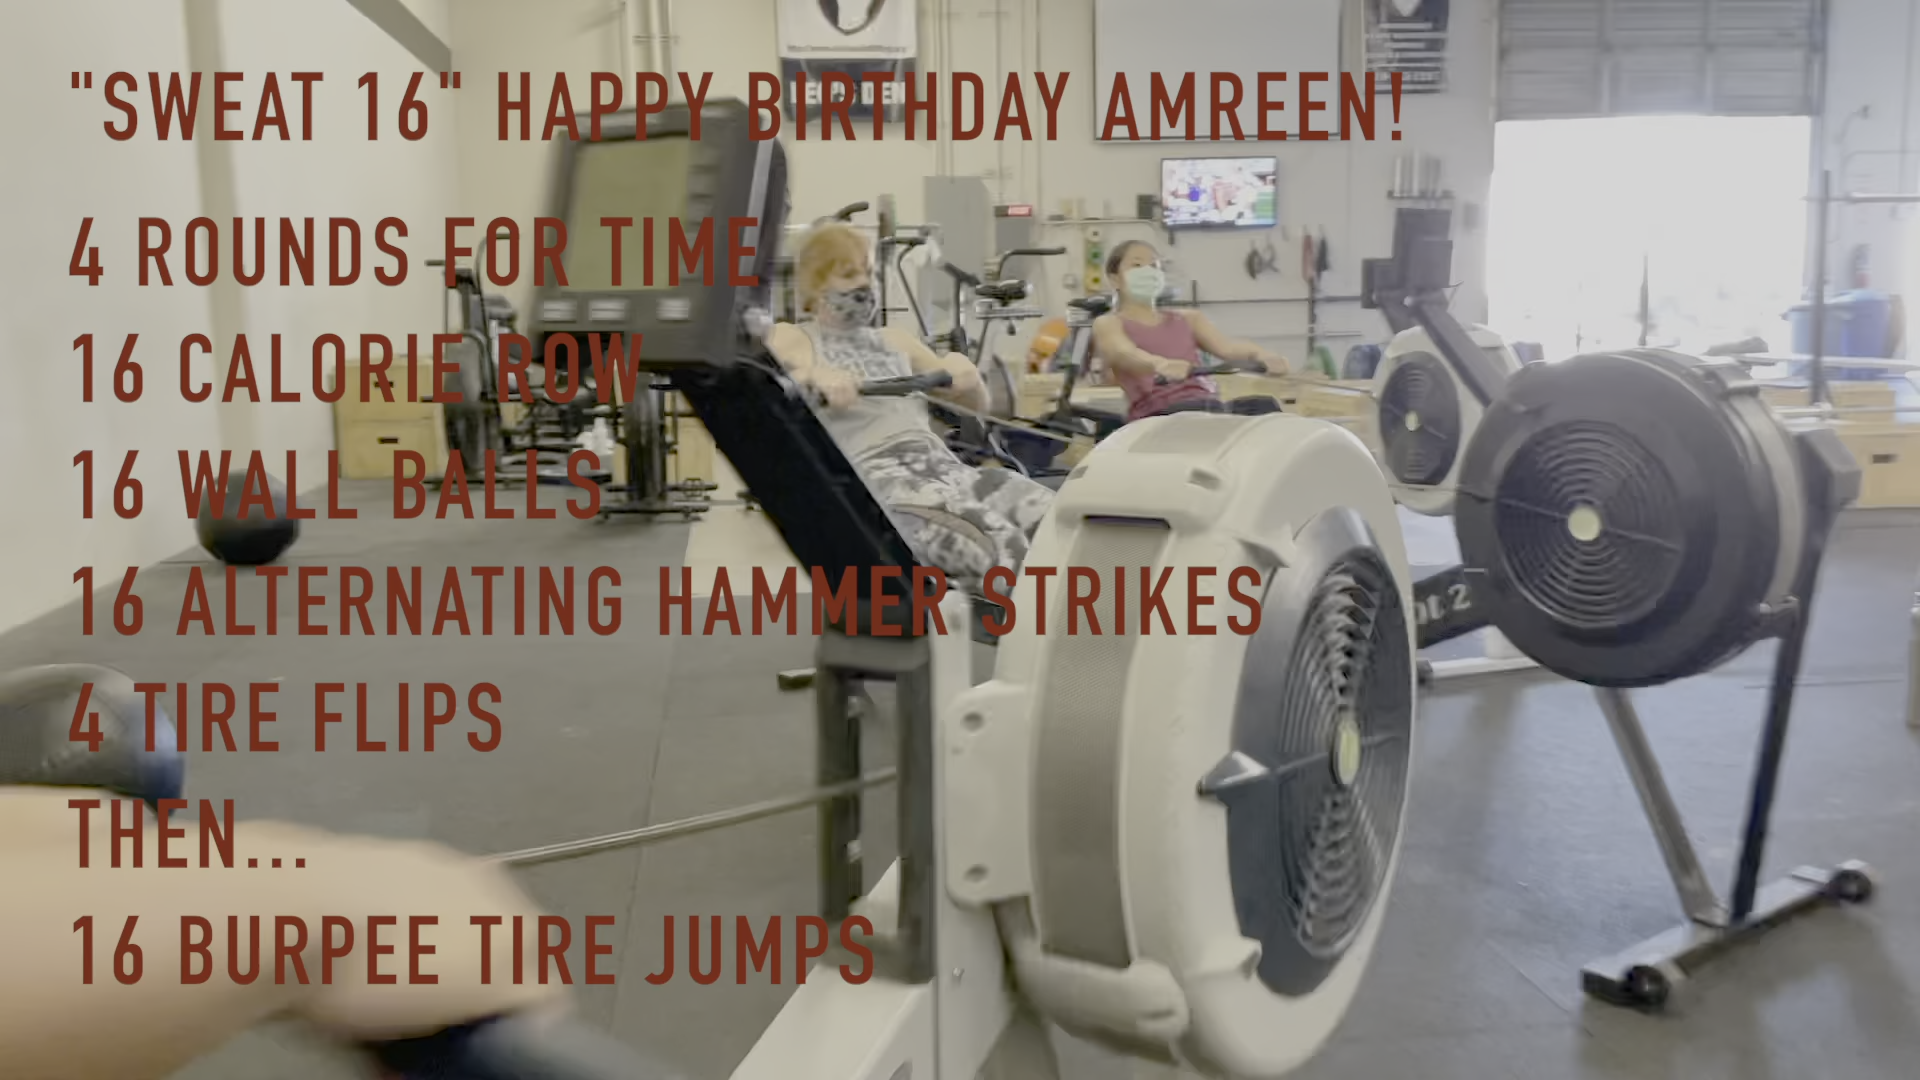 "SWEAT 16" HAPPY BIRTHDAY AMREEN!
4 ROUNDS FOR TIME
16 CALORIE ROW
16 WALL BALLS
16 ALTERNATING HAMMER STRIKES
4 TIRE FLIPS
THEN...
16 BURPEE TIRE JUMPS